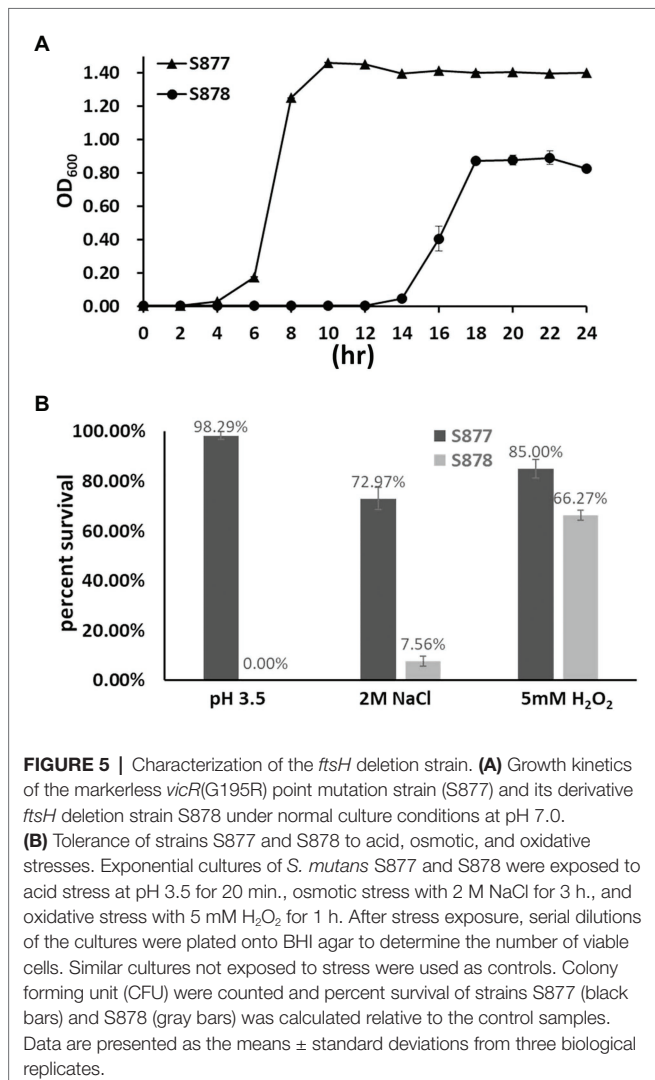 A
S877
S878
1.40
1.20
1.00
0.80
0.60
0.40
0.20
0.00
OD600
0 2 4 6 8 10 12 14 16 18 20 22 24
(hr)
B
100.00%
80.00%
60.00%
40.00%
20.00%
0.00%
percent survival
S877
S878
98.29%
0.00%
72.97%
7.56%
85.00%
66.27%
pH 3.5 2M NaCl 5mM H2O2
FIGURE 5 | Characterization of the ftsH deletion strain. (A) Growth kinetics
of the markerless vicR(G195R) point mutation strain (S877) and its derivative
ftsH deletion strain S878 under normal culture conditions at pH 7.0.
(B) Tolerance of strains S877 and S878 to acid, osmotic, and oxidative
stresses. Exponential cultures of S. mutans S877 and S878 were exposed to
acid stress at pH 3.5 for 20 min., osmotic stress with 2 M NaCl for 3 h., and
oxidative stress with 5 mM H2O2 for 1 h. After stress exposure, serial dilutions
of the cultures were plated onto BHI agar to determine the number of viable
cells. Similar cultures not exposed to stress were used as controls. Colony
forming unit (CFU) were counted and percent survival of strains S877 (black
bars) and S878 (gray bars) was calculated relative to the control samples.
Data are presented as the means ± standard deviations from three biological
replicates.